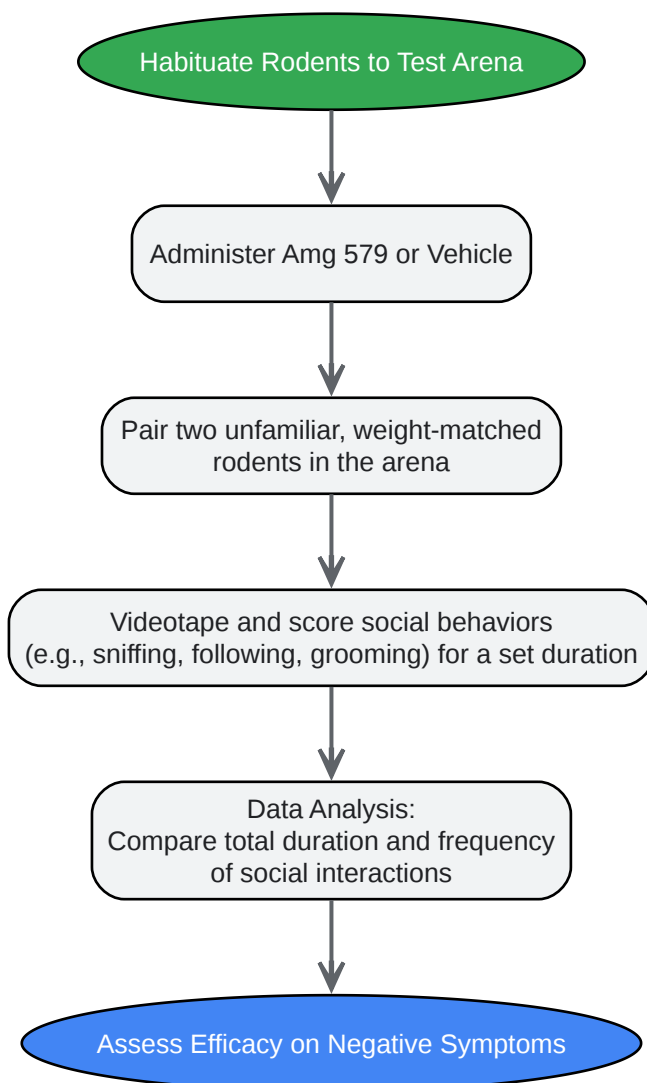 Habituate Rodents to Test Arena
Administer Amg 579 or Vehicle
Pair two unfamiliar, weight-matched
rodents in the arena
Videotape and score social behaviors
(e.g., sniffing, following, grooming) for a set duration
Data Analysis:
Compare total duration and frequency
of social interactions
Assess Efficacy on Negative Symptoms